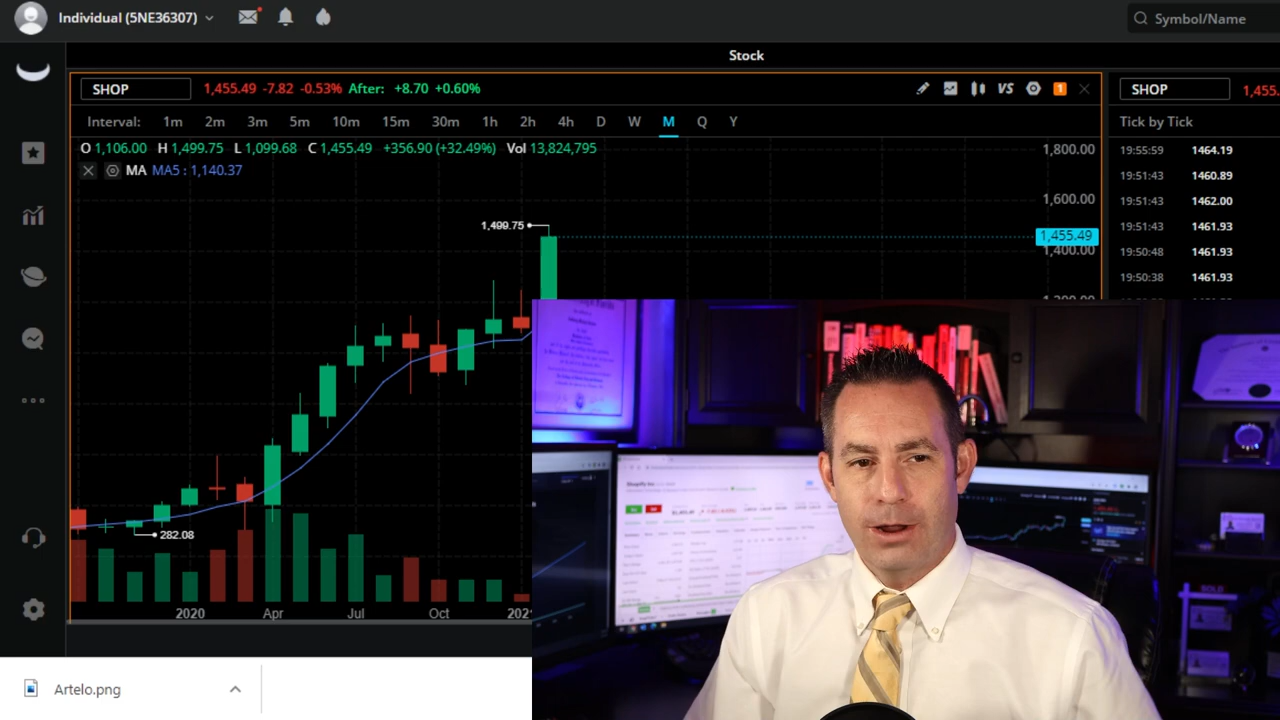 Individual (5NE36307)
Symbol/Name
Stock
SHOP 1,455.49 -7.82 -0.53% After: +8.70 +0.60% VS 1
Interval: 1m 2m 3m 5m 10m 15m 30m 1h 2h 4h D W M Q Y
O 1,106.00 H 1,499.75 L 1,099.68 C 1,455.49 +356.90 (+32.49%) Vol 13,824,795
MA MA5 : 1,140.37
1,800.00
1,600.00
1,499.75
1,455.49
1,400.00
282.08
2020 Apr Jul Oct
SHOP 1,455.
Tick by Tick
19:55:59 1464.19
19:51:43 1460.89
19:51:43 1462.00
19:51:43 1461.93
19:50:48 1461.93
19:50:38 1461.93
Shopify Inc
SOLD
Artelo.png